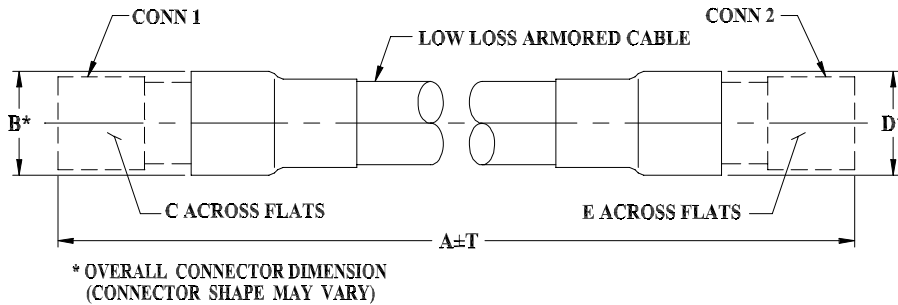 CONN 1
CONN 2
LOW LOSS ARMORED CABLE
B*
D*
C ACROSS FLATS
E ACROSS FLATS
A±T
* OVERALL CONNECTOR DIMENSION
(CONNECTOR SHAPE MAY VARY)